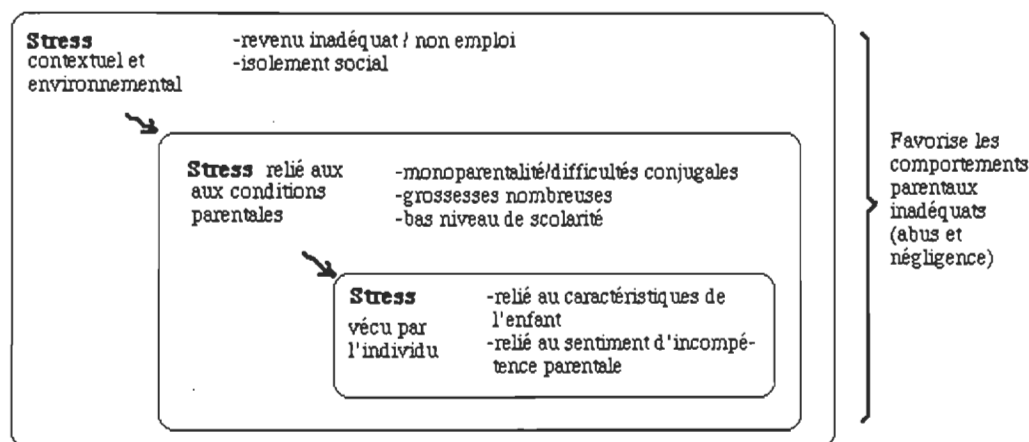 Stress
contextuel et
environnemental
-revenu inadéquat / non emploi
-isolement social
Stress relié aux
aux conditions
parentales
-monoparentalité/difficultés conjugales
-grossesses nombreuses
-bas niveau de scolarité
Stress
vécu par
l'individu
-relié au caractéristiques de
l'enfant
-relié au sentiment d'incompé-
tence parentale
Favorise les
comportements
parentaux
inadéquats
(abus et
négligence)